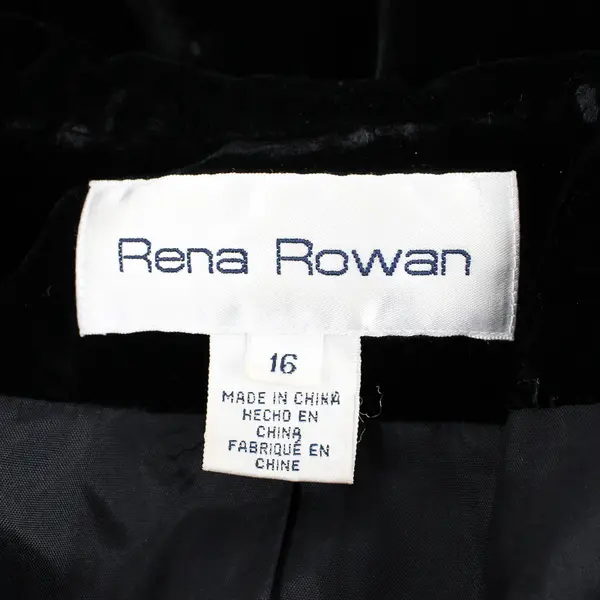 Rena Rowan
16
MADE IN CHINA
HECHO EN
CHINA
FABRIQUÉ EN
CHINE